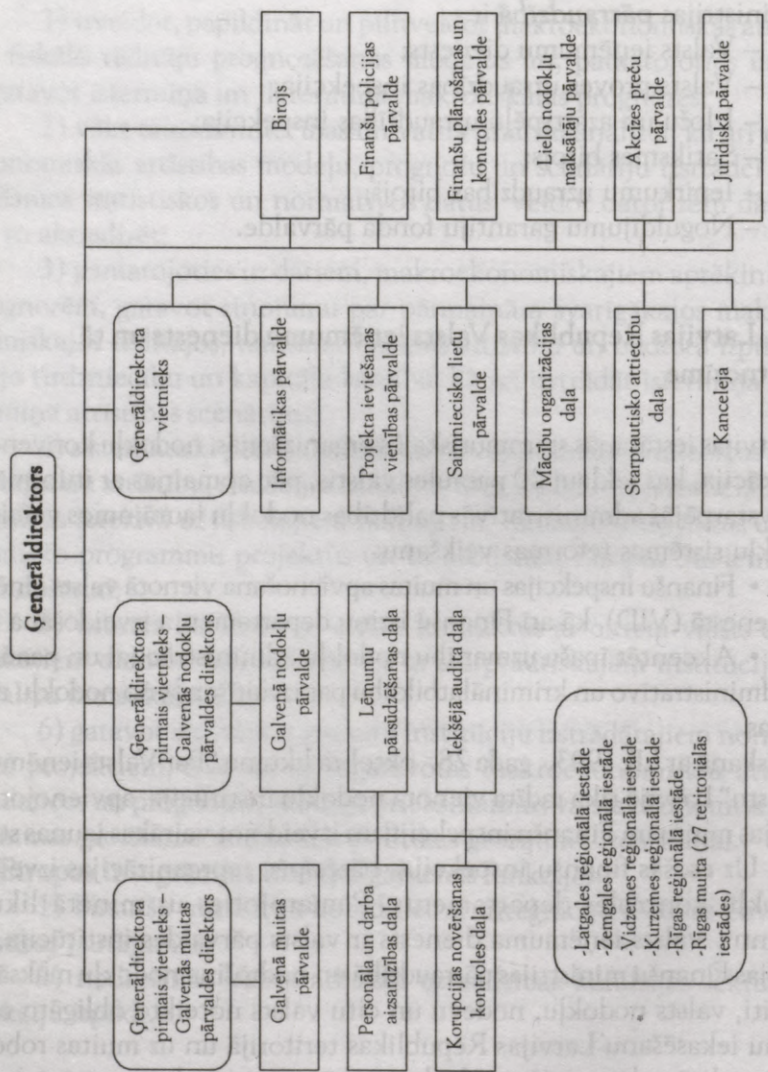 Ģenerāldirektors
Ģenerāldirektora
pirmais vietnieks –
Galvenās muitas
pārvalde direktors
Ģenerāldirektora
pirmais vietnieks –
Galvenās nodokļu
pārvaldes direktors
Ģenerāldirektora
vietnieks
Birojs
Galvenā muitas
pārvalde
Galvenā nodokļu
pārvalde
Informātikas pārvalde
Finanšu policijas
pārvalde
Personāla un darba
aizsardzības daļa
Lēmumu
pārsūdzēšanas daļa
Projekta ieviešanas
vienības pārvalde
Finanšu plānošanas un
kontroles pārvalde
Korupcijas novēršanas
kontroles daļa
Iekšējā audita daļa
Saimniecisko lietu
pārvalde
Lielo nodokļu
maksātāju pārvalde
Mācību organizācijas
daļa
Akcīzes preču
pārvalde
Starptautisko attiecību
daļa
Juridiskā pārvalde
Kanceleja
- Latgales reģionālā iestāde
- Zemgales reģionālā iestāde
- Vidzemes reģionālā iestāde
- Kurzemes reģionālā iestāde
- Rīgas reģionālā iestāde
- Rīgas muita (27 teritoriālās
iestādes)